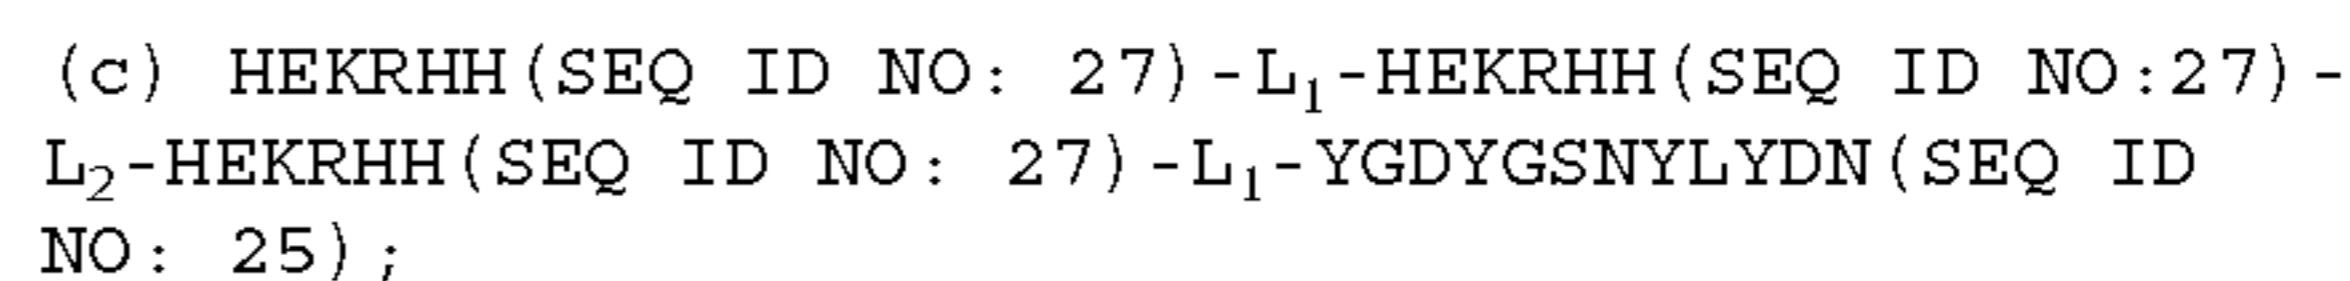 (c) HEKRHH(SEQ ID NO: 27)-L₁-HEKRHH(SEQ ID NO:27)-
L₂-HEKRHH(SEQ ID NO: 27)-L₁-YGDYGSNYLYDN(SEQ ID
NO: 25);